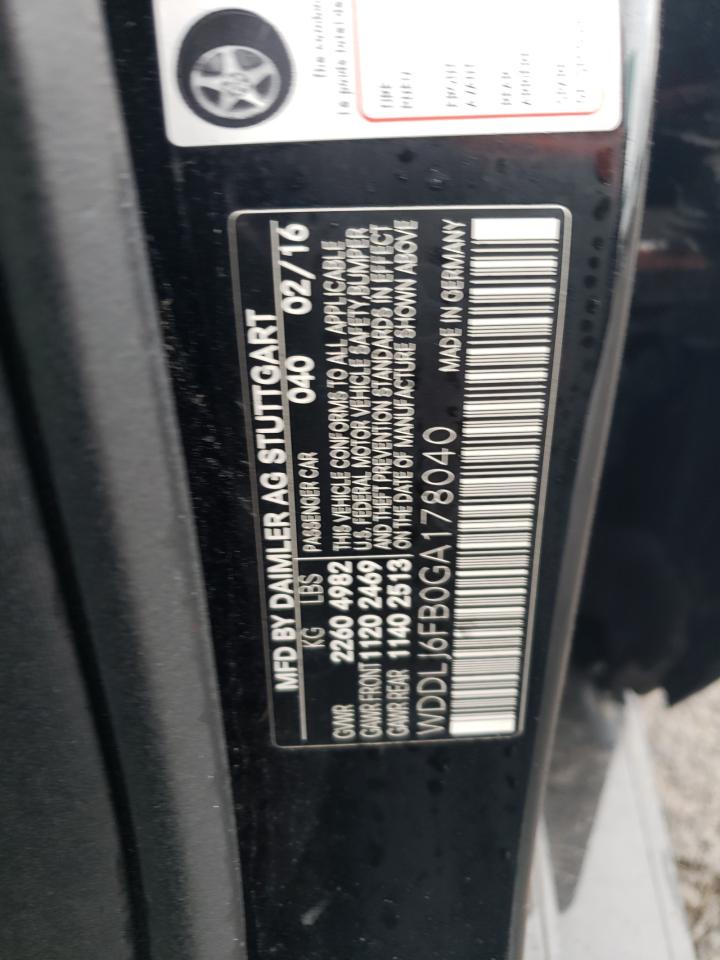 The combined
MFD BY DAIMLER AG STUTTGART
KG LBS PASSENGER CAR 040 02/16
GVWR 2260 4982
GAWR FRONT 1120 2469
GAWR REAR 1140 2513
THIS VEHICLE CONFORMS TO ALL APPLICABLE
U.S. FEDERAL MOTOR VEHICLE SAFETY, BUMPER
AND THEFT PREVENTION STANDARDS IN EFFECT
ON THE DATE OF MANUFACTURE SHOWN ABOVE
WDDLJ6FB0GA178040 MADE IN GERMANY